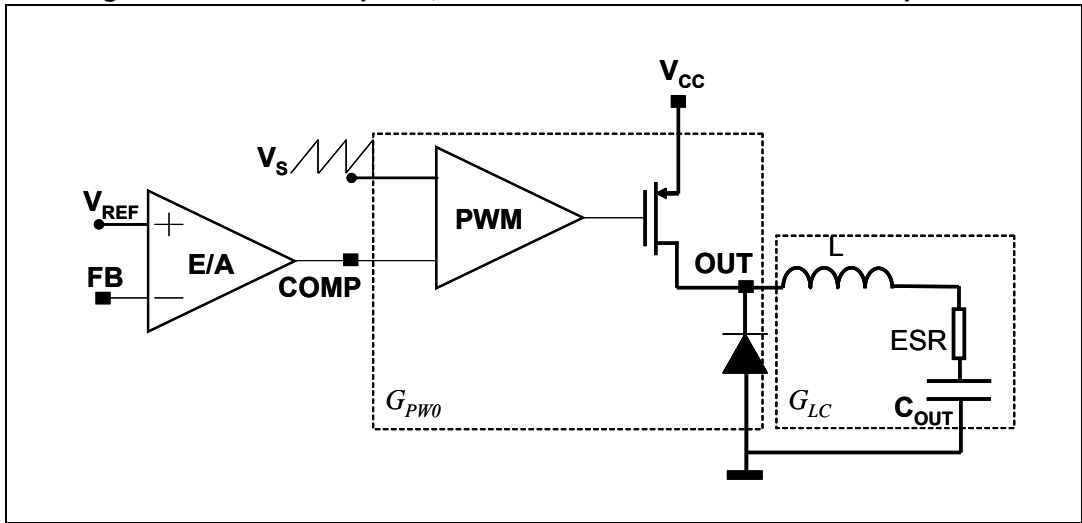 V_CC
V_S
V_REF
+
PWM
L
FB
E/A
OUT
−
COMP
ESR
G_PW0
G_LC
C_OUT